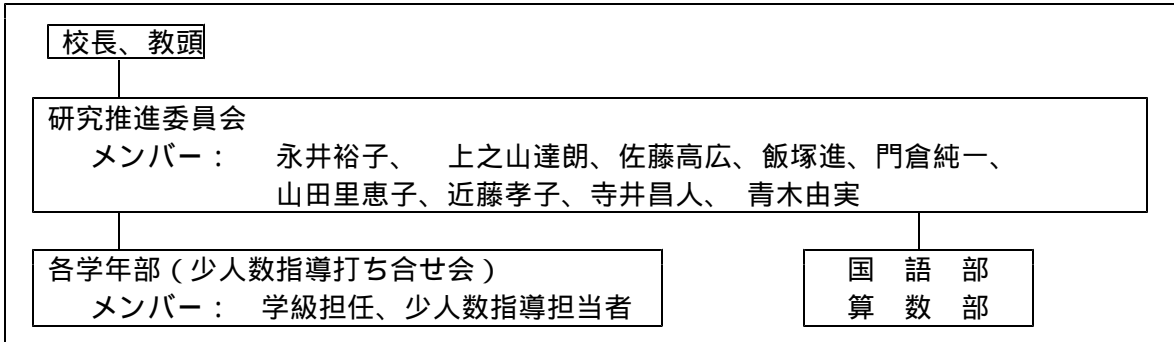 校長、教頭
研究推進委員会
メンバー： 永井裕子、 上之山達朗、佐藤高広、飯塚進、門倉純一、
山田里恵子、近藤孝子、寺井昌人、 青木由実
各学年部（少人数指導打ち合せ会）
メンバー： 学級担任、少人数指導担当者
国 語 部
算 数 部